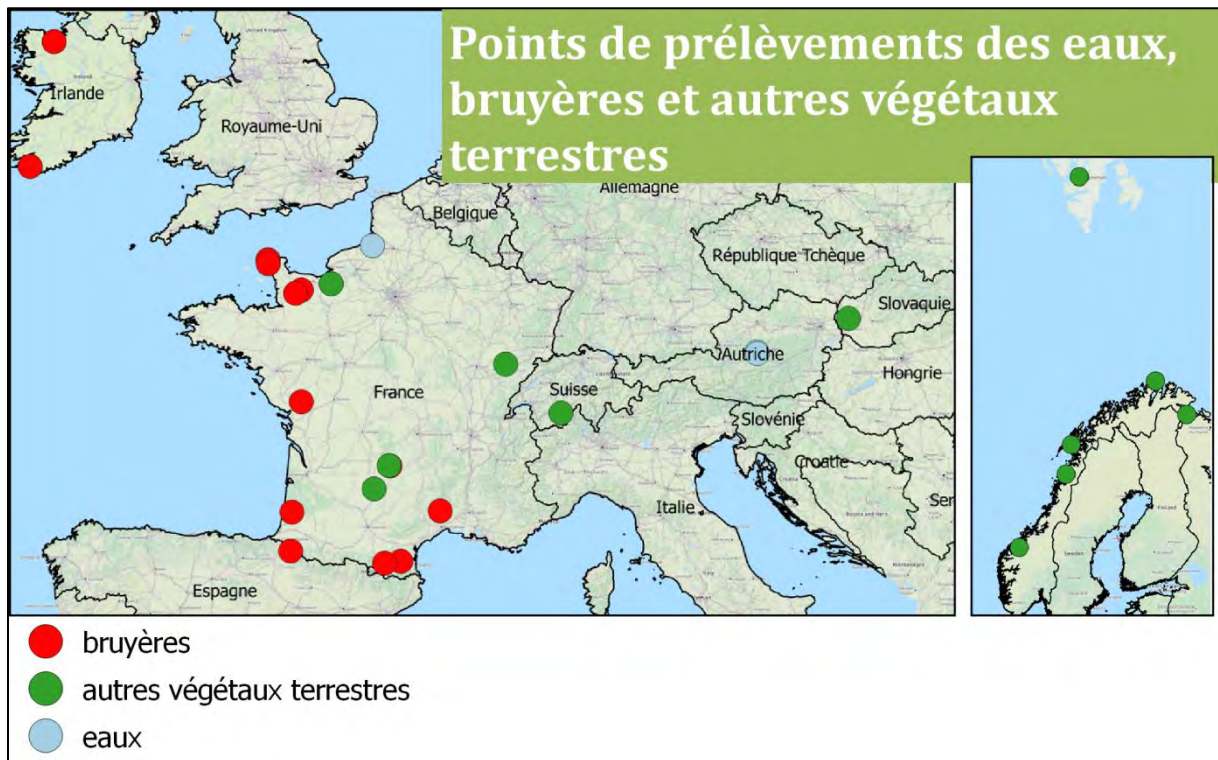 Points de prélèvements des eaux,
bruyères et autres végétaux
terrestres
Irlande
Royaume-Uni
Allemagne
Belgique
République Tchèque
Slovaquie
Autriche
Hongrie
France
Suisse
Slovénie
Croatie
Ser
Italie
Espagne
bruyères
autres végétaux terrestres
eaux